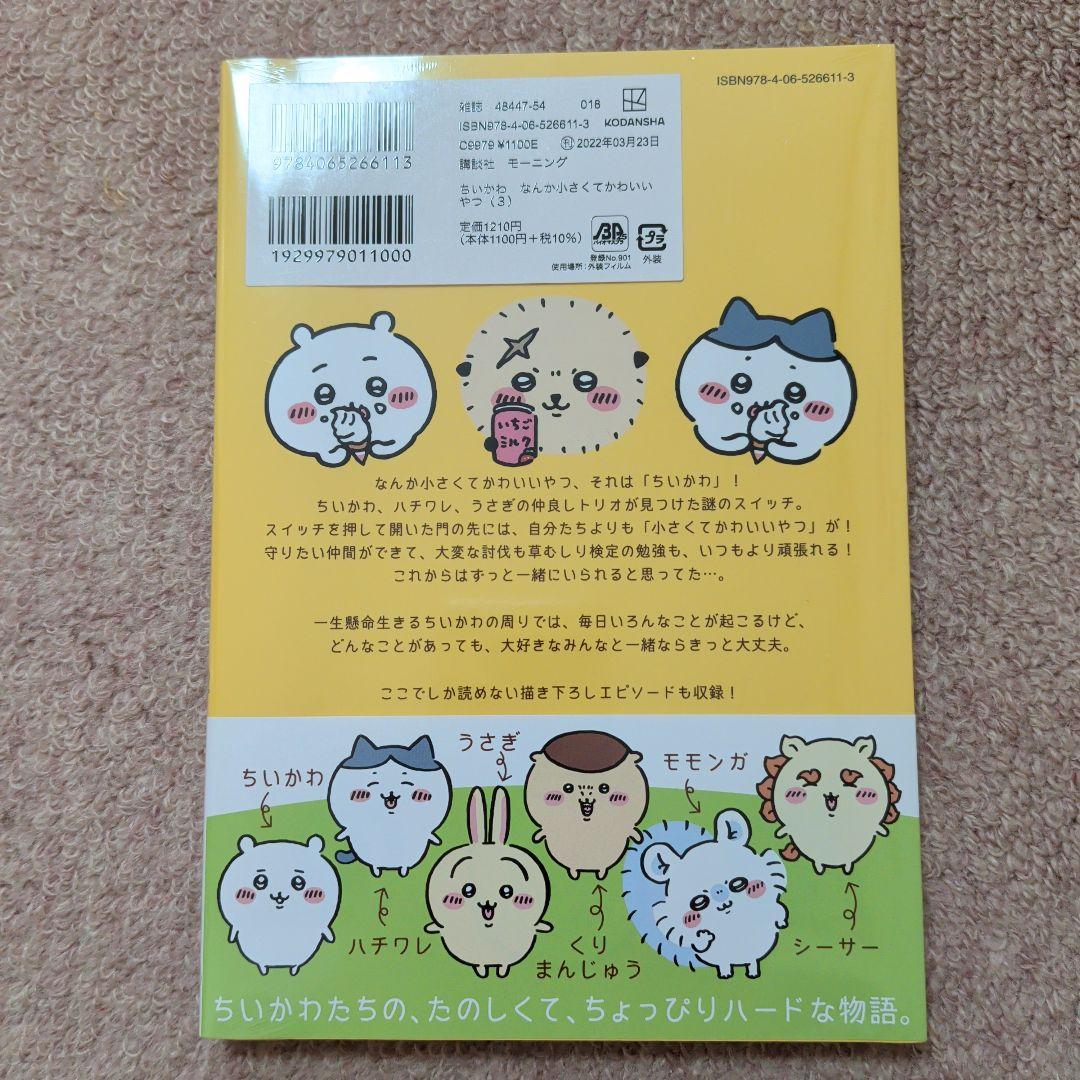 ISBN978-4-06-526611-3
雑誌 48447-54 018
ISBN978-4-06-526611-3 KODANSHA
C9979 ¥1100E ㊖2022年03月23日
講談社 モーニング
ちいかわ なんか小さくてかわいい
やつ(3)
定価1210円
(本体1100円+税10%)
9784065266113
1929979011000
バイオマスプラ
登録No.901
使用場所:外装フィルム
プラ
外装
いちご
ミルク
なんか小さくてかわいいやつ、それは「ちいかわ」!
ちいかわ、ハチワレ、うさぎの仲良しトリオが見つけた謎のスイッチ。
スイッチを押して開いた門の先には、自分たちよりも「小さくてかわいいやつ」が!
守りたい仲間ができて、大変な討伐も草むしり検定の勉強も、いつもより頑張れる!
これからはずっと一緒にいられると思ってた…。
一生懸命生きるちいかわの周りでは、毎日いろんなことが起こるけど、
どんなことがあっても、大好きなみんなと一緒ならきっと大丈夫。
ここでしか読めない描き下ろしエピソードも収録!
ちいかわ
うさぎ
モモンガ
ハチワレ
くり
まんじゅう
シーサー
ちいかわたちの、たのしくて、ちょっぴりハードな物語。